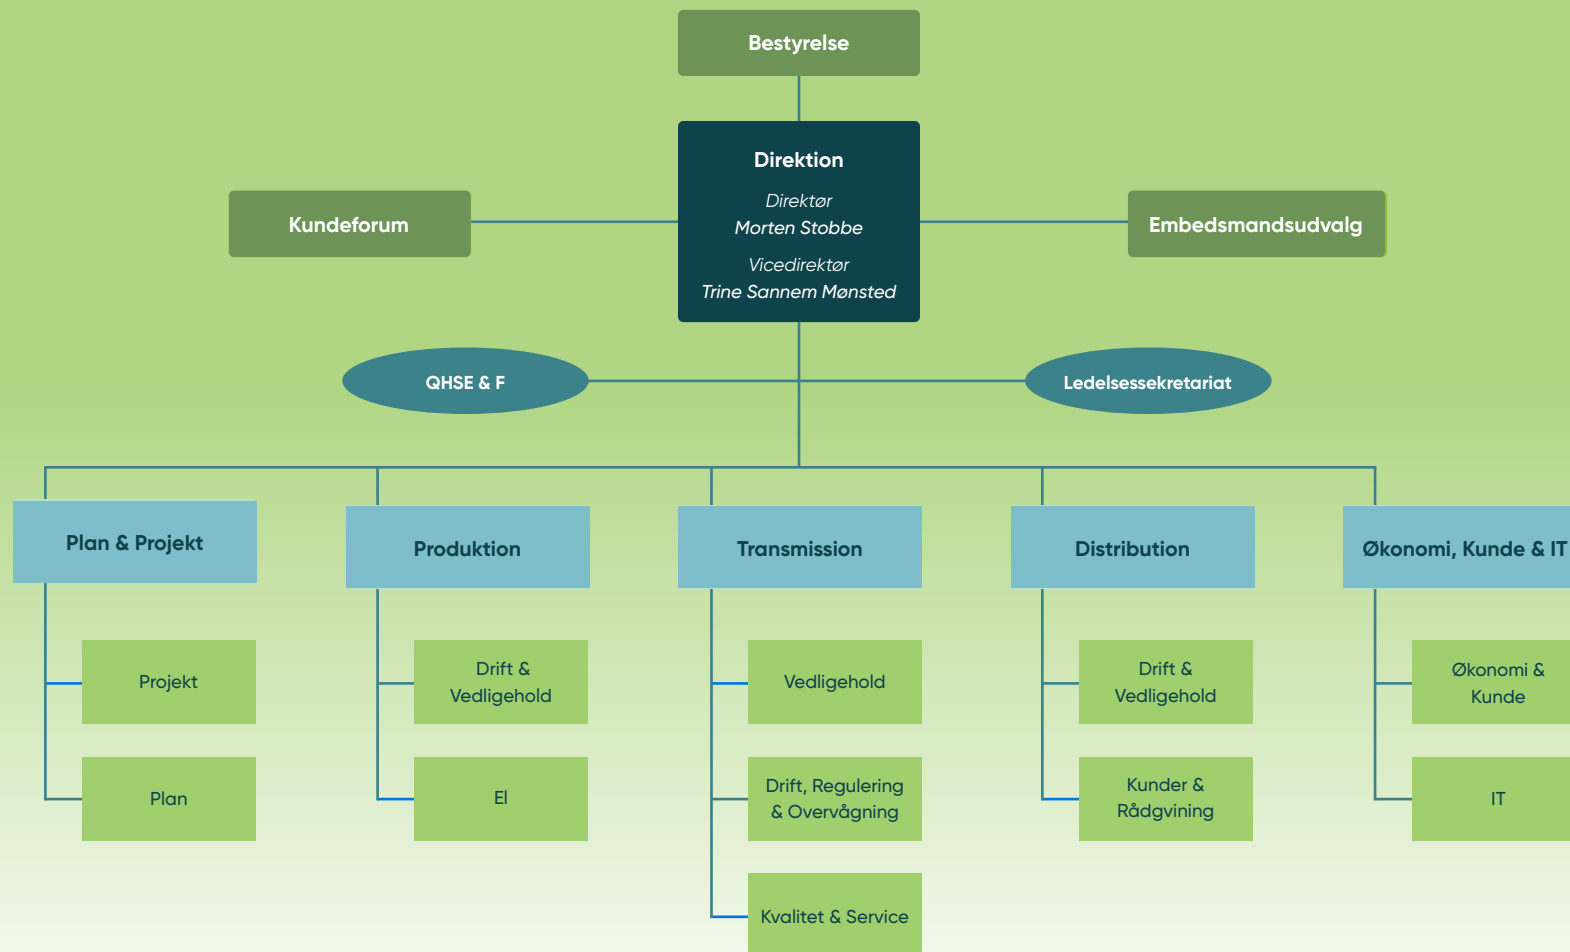 Bestyrelse
Direktion
Direktør
Morten Stobbe
Vicedirektør
Trine Sannem Mønsted
Kundeforum
Embedsmandsudvalg
QHSE & F
Ledelsessekretariat
Plan & Projekt
Produktion
Transmission
Distribution
Økonomi, Kunde & IT
Projekt
Plan
Drift &
Vedligehold
El
Vedligehold
Drift, Regulering
& Overvågning
Kvalitet & Service
Drift &
Vedligehold
Kunder &
Rådgvining
Økonomi &
Kunde
IT